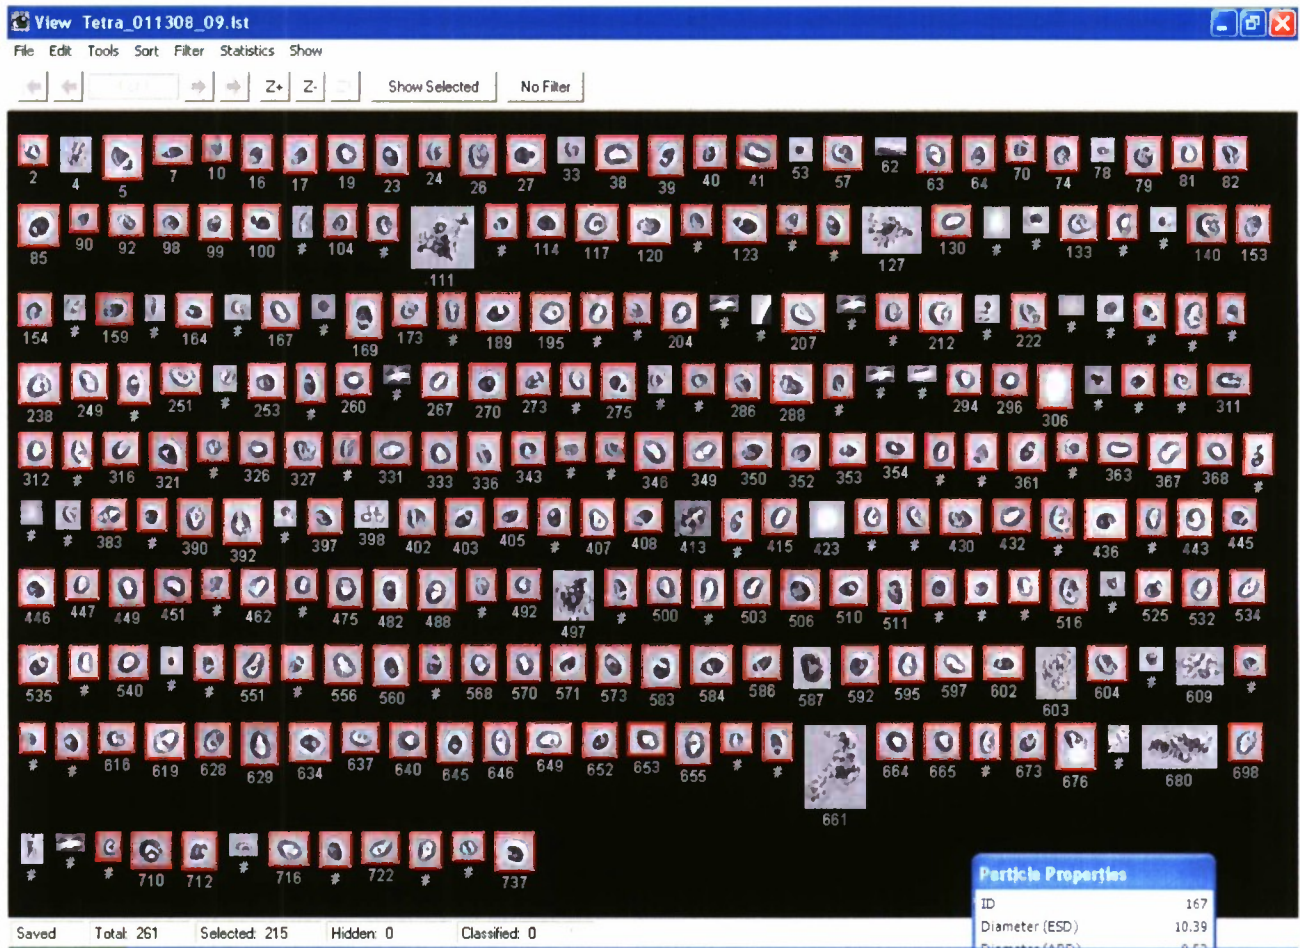 View Tetra_011308_09.lst
File Edit Tools Sort Filter Statistics Show
Z+ Z- Show Selected No Filter
2 4 5 7 10 16 17 19 23 24 26 27 33 38 39 40 41 53 57 62 63 64 70 74 78 79 81 82
85 90 92 98 99 100 # 104 # 111 # 114 117 120 # 123 # # 127 130 # # 133 # # 140 153
154 # 159 # 164 # 167 # 169 173 # 189 195 # # 204 # # 207 # # 212 # 222 # # # # #
238 249 # 251 # 253 # 260 # 267 270 273 # 275 # # 286 288 # # # 294 296 306 # # # 311
312 # 316 321 # 326 327 # 331 333 336 343 # # 346 349 350 352 353 354 # # 361 # 363 367 368 #
# # 383 # 390 392 # 397 398 402 403 405 # 407 408 413 # 415 423 # # 430 432 # 436 # 443 445
446 447 449 451 # 462 # 475 482 488 # 492 497 # 500 # 503 506 510 511 # # # 516 # 525 532 534
535 # 540 # # 551 # 556 560 # 568 570 571 573 583 584 586 587 592 595 597 602 603 604 # 609 #
# # 616 619 628 629 634 637 640 645 646 649 652 653 655 # # 661 664 665 # 673 676 # 680 698
# # # 710 712 # 716 # 722 # # 737
Particle Properties
ID 167
Diameter (ESD) 10.39
Saved Total: 261 Selected: 215 Hidden: 0 Classified: 0